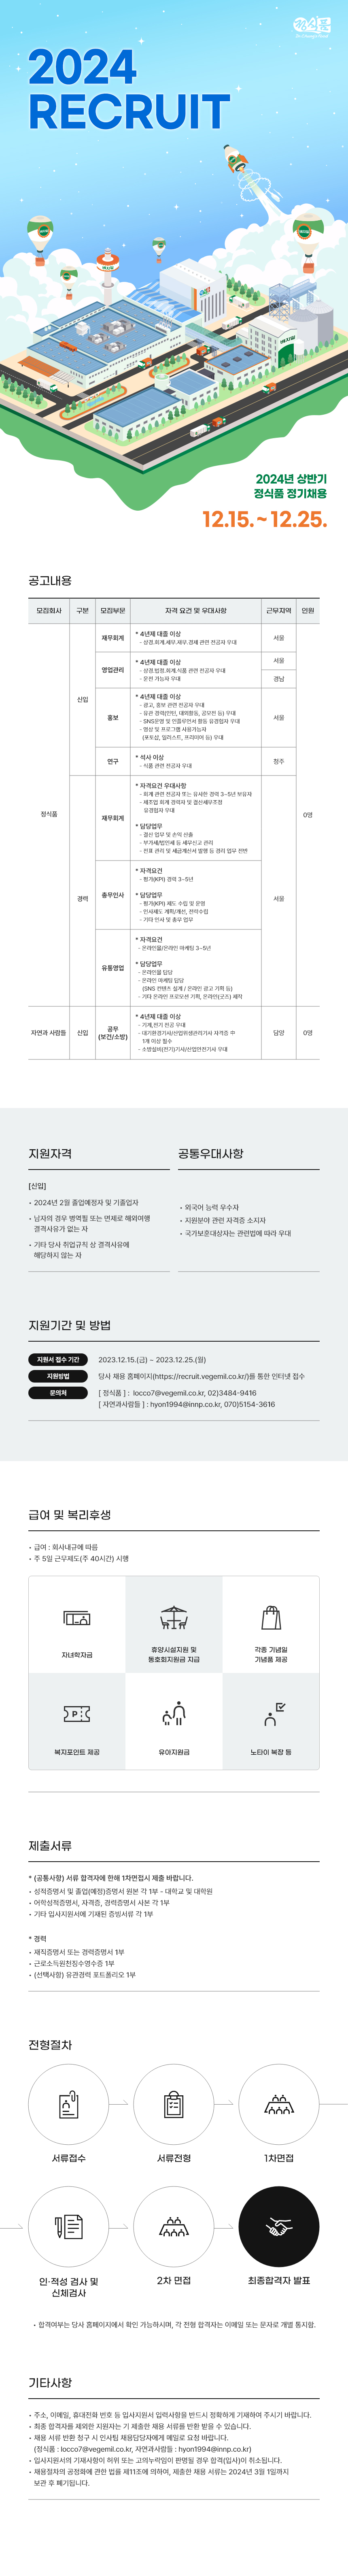 정식품
Dr. Chung's Food
2024
RECRUIT
베지밀
2024년 상반기
정식품 정기채용
12.15. ~ 12.25.
공고내용
모집회사 구분 모집부문 자격 요건 및 우대사항 근무지역 인원
정식품
신입
재무회계
* 4년제 대졸 이상
- 상경.회계.세무.재무.경제 관련 전공자 우대
서울
영업관리
* 4년제 대졸 이상
- 상경.법정.회계.식품 관련 전공자 우대
- 운전 가능자 우대
서울
경남
홍보
* 4년제 대졸 이상
- 광고, 홍보 관련 전공자 우대
- 유관 경력(인턴, 대외활동, 공모전 등) 우대
- SNS운영 및 인플루언서 활동 유경험자 우대
- 영상 및 프로그램 사용가능자
(포토샵, 일러스트, 프리미어 등) 우대
서울
연구
* 석사 이상
- 식품 관련 전공자 우대
청주
0명
경력
재무회계
* 자격요건 우대사항
- 회계 관련 전공자 또는 유사한 경력 3~5년 보유자
- 제조업 회계 경력자 및 결산세무조정
유경험자 우대
* 담당업무
- 결산 업무 및 손익 산출
- 부가세/법인세 등 세무신고 관리
- 전표 관리 및 세금계산서 발행 등 경리 업무 전반
총무인사
* 자격요건
- 평가(KPI) 경력 3~5년
* 담당업무
- 평가(KPI) 제도 수립 및 운영
- 인사제도 계획/개선, 전략수립
- 기타 인사 및 총무 업무
서울
유통영업
* 자격요건
- 온라인몰/온라인 마케팅 3~5년
* 담당업무
- 온라인몰 담당
- 온라인 마케팅 담당
(SNS 컨텐츠 설계 / 온라인 광고 기획 등)
- 기타 온라인 프로모션 기획, 온라인(굿즈) 제작
자연과 사람들
신입
공무
(보건/소방)
* 4년제 대졸 이상
- 기계,전기 전공 우대
- 대기환경기사/산업위생관리기사 자격증 中
1개 이상 필수
- 소방설비(전기)기사/산업안전기사 우대
담양
0명
지원자격
[신입]
• 2024년 2월 졸업예정자 및 기졸업자
• 남자의 경우 병역필 또는 면제로 해외여행
결격사유가 없는 자
• 기타 당사 취업규칙 상 결격사유에
해당하지 않는 자
공통우대사항
• 외국어 능력 우수자
• 지원분야 관련 자격증 소지자
• 국가보훈대상자는 관련법에 따라 우대
지원기간 및 방법
지원서 접수 기간 2023.12.15.(금) ~ 2023.12.25.(월)
지원방법 당사 채용 홈페이지(https://recruit.vegemil.co.kr/)를 통한 인터넷 접수
문의처 [ 정식품 ] : locco7@vegemil.co.kr, 02)3484-9416
[ 자연과사람들 ] : hyon1994@innp.co.kr, 070)5154-3616
급여 및 복리후생
• 급여 : 회사내규에 따름
• 주 5일 근무제도(주 40시간) 시행
자녀학자금
휴양시설지원 및
동호회지원금 지급
각종 기념일
기념품 제공
복지포인트 제공
유아지원금
노타이 복장 등
제출서류
* (공통사항) 서류 합격자에 한해 1차면접시 제출 바랍니다.
• 성적증명서 및 졸업(예정)증명서 원본 각 1부 - 대학교 및 대학원
• 어학성적증명서, 자격증, 경력증명서 사본 각 1부
• 기타 입사지원서에 기재된 증빙서류 각 1부
* 경력
• 재직증명서 또는 경력증명서 1부
• 근로소득원천징수영수증 1부
• (선택사항) 유관경력 포트폴리오 1부
전형절차
서류접수
서류전형
1차면접
인·적성 검사 및
신체검사
2차 면접
최종합격자 발표
• 합격여부는 당사 홈페이지에서 확인 가능하시며, 각 전형 합격자는 이메일 또는 문자로 개별 통지함.
기타사항
• 주소, 이메일, 휴대전화 번호 등 입사지원서 입력사항을 반드시 정확하게 기재하여 주시기 바랍니다.
• 최종 합격자를 제외한 지원자는 기 제출한 채용 서류를 반환 받을 수 있습니다.
• 채용 서류 반환 청구 시 인사팀 채용담당자에게 메일로 요청 바랍니다.
(정식품 : locco7@vegemil.co.kr, 자연과사람들 : hyon1994@innp.co.kr)
• 입사지원서의 기재사항이 허위 또는 고의누락임이 판명될 경우 합격(입사)이 취소됩니다.
• 채용절차의 공정화에 관한 법률 제11조에 의하여, 제출한 채용 서류는 2024년 3월 1일까지
보관 후 폐기됩니다.